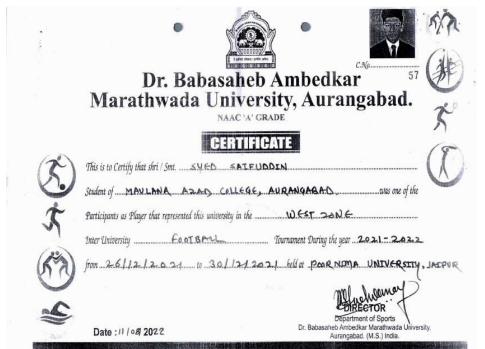 C.No
57
Dr. Babasaheb Ambedkar
Marathwada University, Aurangabad.
NAAC 'A' GRADE
CERTIFICATE
This is to Certify that shri / Smt. SYED SAIFUDDIN
Student of MAULANA AZAD COLLEGE, AURANGABAD was one of the
Participants as Player that represented this university in the WEST ZONE
Inter University FOOTBALL Tournament During the year 2021-2022
from 26/12/2021 to 30/12/2021 held at POORNIMA UNIVERSITY, JAIPUR
DIRECTOR
Department of Sports
Dr. Babasaheb Ambedkar Marathwada University,
Aurangabad. (M.S.) India.
Date : 11/08/2022